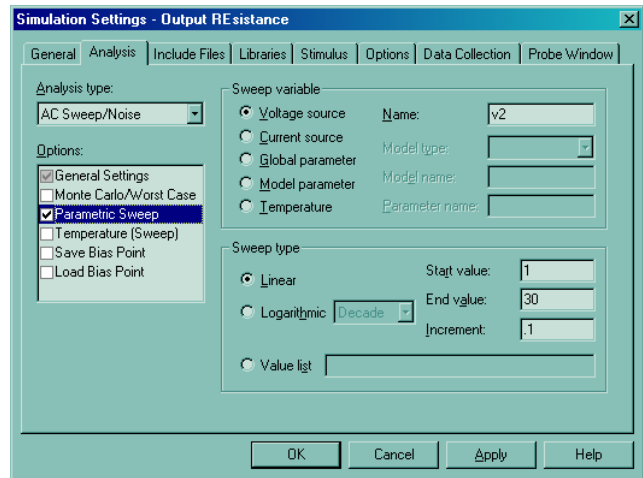 Simulation Settings - Output REsistance
General Analysis Include Files Libraries Stimulus Options Data Collection Probe Window
Analysis type:
AC Sweep/Noise
Options:
General Settings
Monte Carlo/Worst Case
Parametric Sweep
Temperature (Sweep)
Save Bias Point
Load Bias Point
Sweep variable
Voltage source
Current source
Global parameter
Model parameter
Temperature
Name: v2
Model type:
Model name:
Parameter name:
Sweep type
Linear
Logarithmic Decade
Value list
Start value: 1
End value: 30
Increment: .1
OK Cancel Apply Help